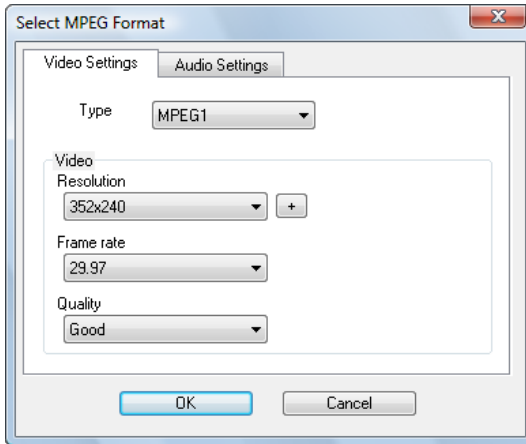 Select MPEG Format
Video Settings
Audio Settings
Type
MPEG1
Video
Resolution
352x240
+
Frame rate
29.97
Quality
Good
OK
Cancel